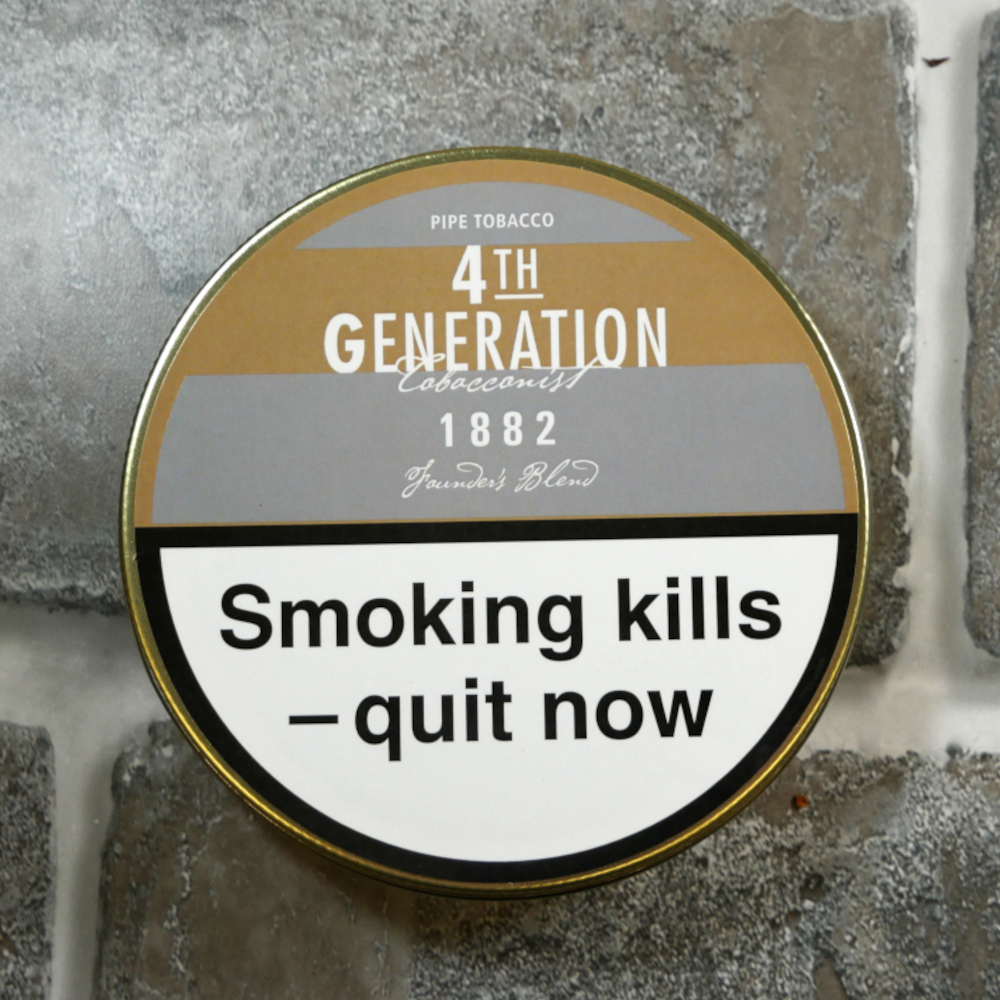 PIPE TOBACCO
4TH
GENERATION
Tobacconist
1882
Founder's Blend
Smoking kills
– quit now